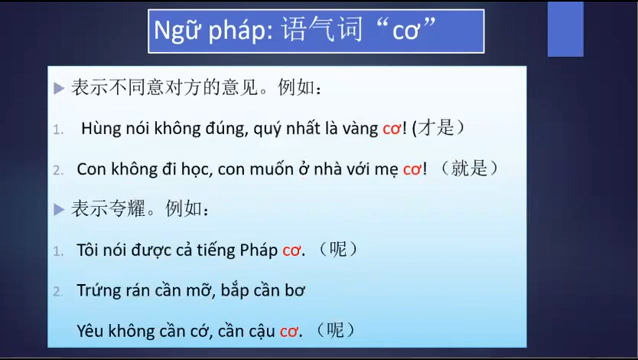 Ngữ pháp: 语气词“cơ”
表示不同意对方的意见。例如：
1. Hùng nói không đúng, quý nhất là vàng cơ! (才是）
2. Con không đi học, con muốn ở nhà với mẹ cơ! （就是）
表示夸耀。例如：
1. Tôi nói được cả tiếng Pháp cơ. （呢）
2. Trứng rán cần mỡ, bắp cần bơ
Yêu không cần cớ, cần cậu cơ. （呢）